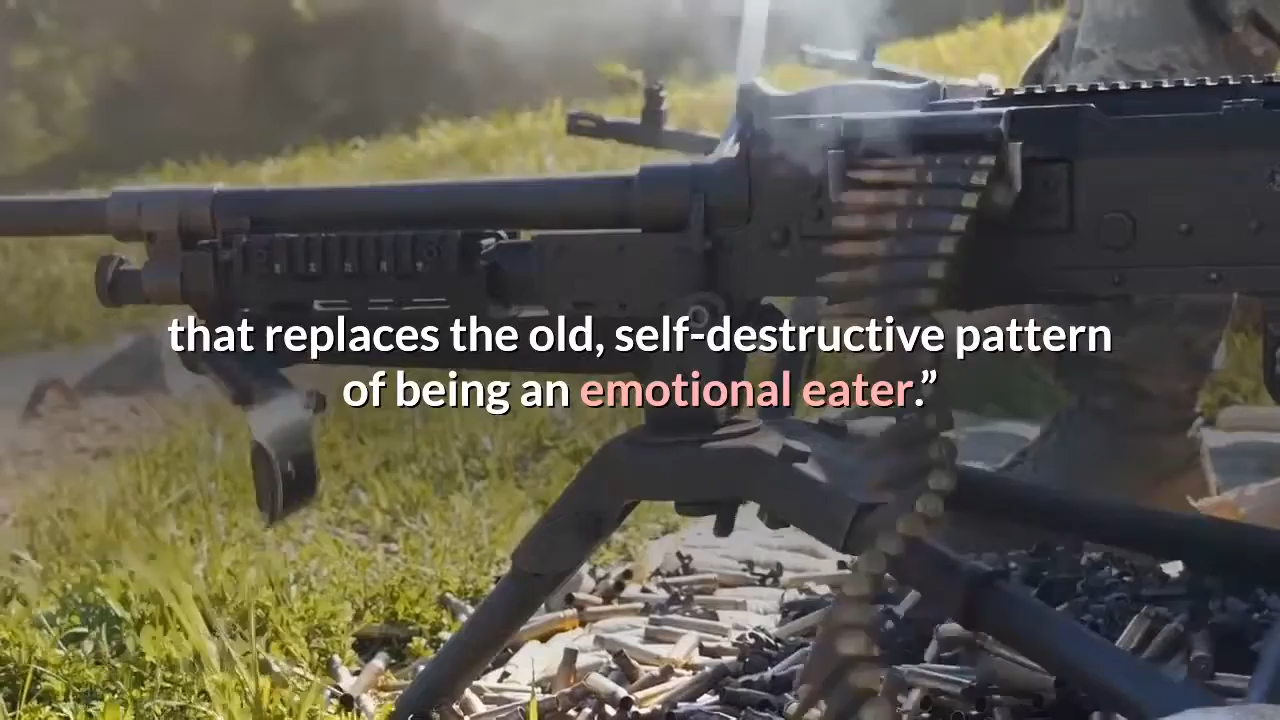 that replaces the old, self-destructive pattern
of being an emotional eater.”